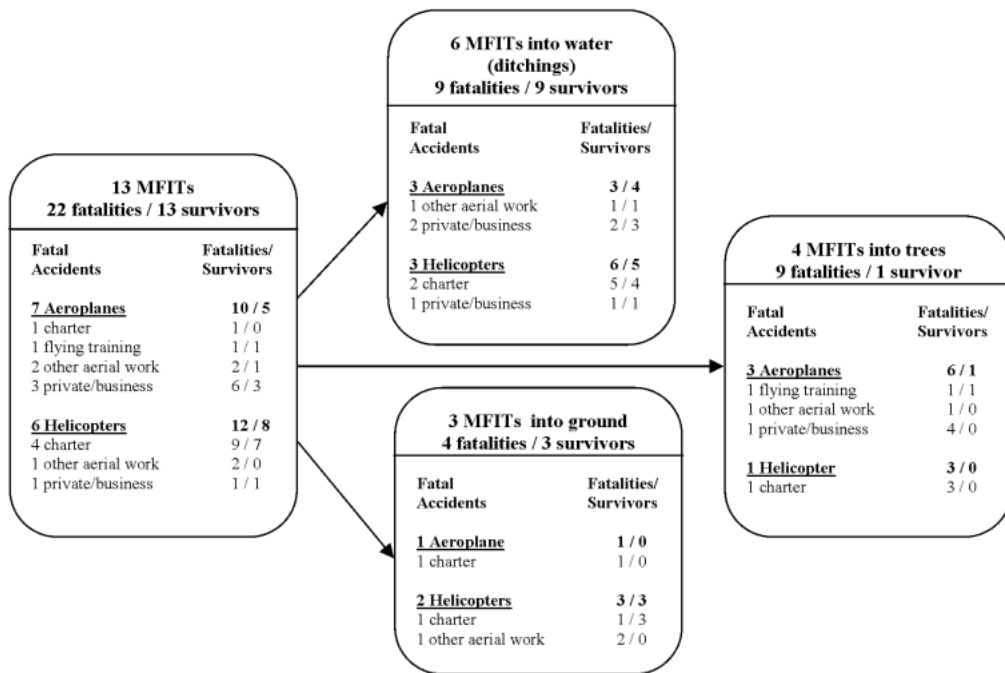 13 MFITs
22 fatalities / 13 survivors
Fatal Fatalities/
Accidents Survivors
7 Aeroplanes 10 / 5
1 charter 1 / 0
1 flying training 1 / 1
2 other aerial work 2 / 1
3 private/business 6 / 3
6 Helicopters 12 / 8
4 charter 9 / 7
1 other aerial work 2 / 0
1 private/business 1 / 1
6 MFITs into water
(ditchings)
9 fatalities / 9 survivors
Fatal Fatalities/
Accidents Survivors
3 Aeroplanes 3 / 4
1 other aerial work 1 / 1
2 private/business 2 / 3
3 Helicopters 6 / 5
2 charter 5 / 4
1 private/business 1 / 1
4 MFITs into trees
9 fatalities / 1 survivor
Fatal Fatalities/
Accidents Survivors
3 Aeroplanes 6 / 1
1 flying training 1 / 1
1 other aerial work 1 / 0
1 private/business 4 / 0
1 Helicopter 3 / 0
1 charter 3 / 0
3 MFITs into ground
4 fatalities / 3 survivors
Fatal Fatalities/
Accidents Survivors
1 Aeroplane 1 / 0
1 charter 1 / 0
2 Helicopters 3 / 3
1 charter 1 / 3
1 other aerial work 2 / 0